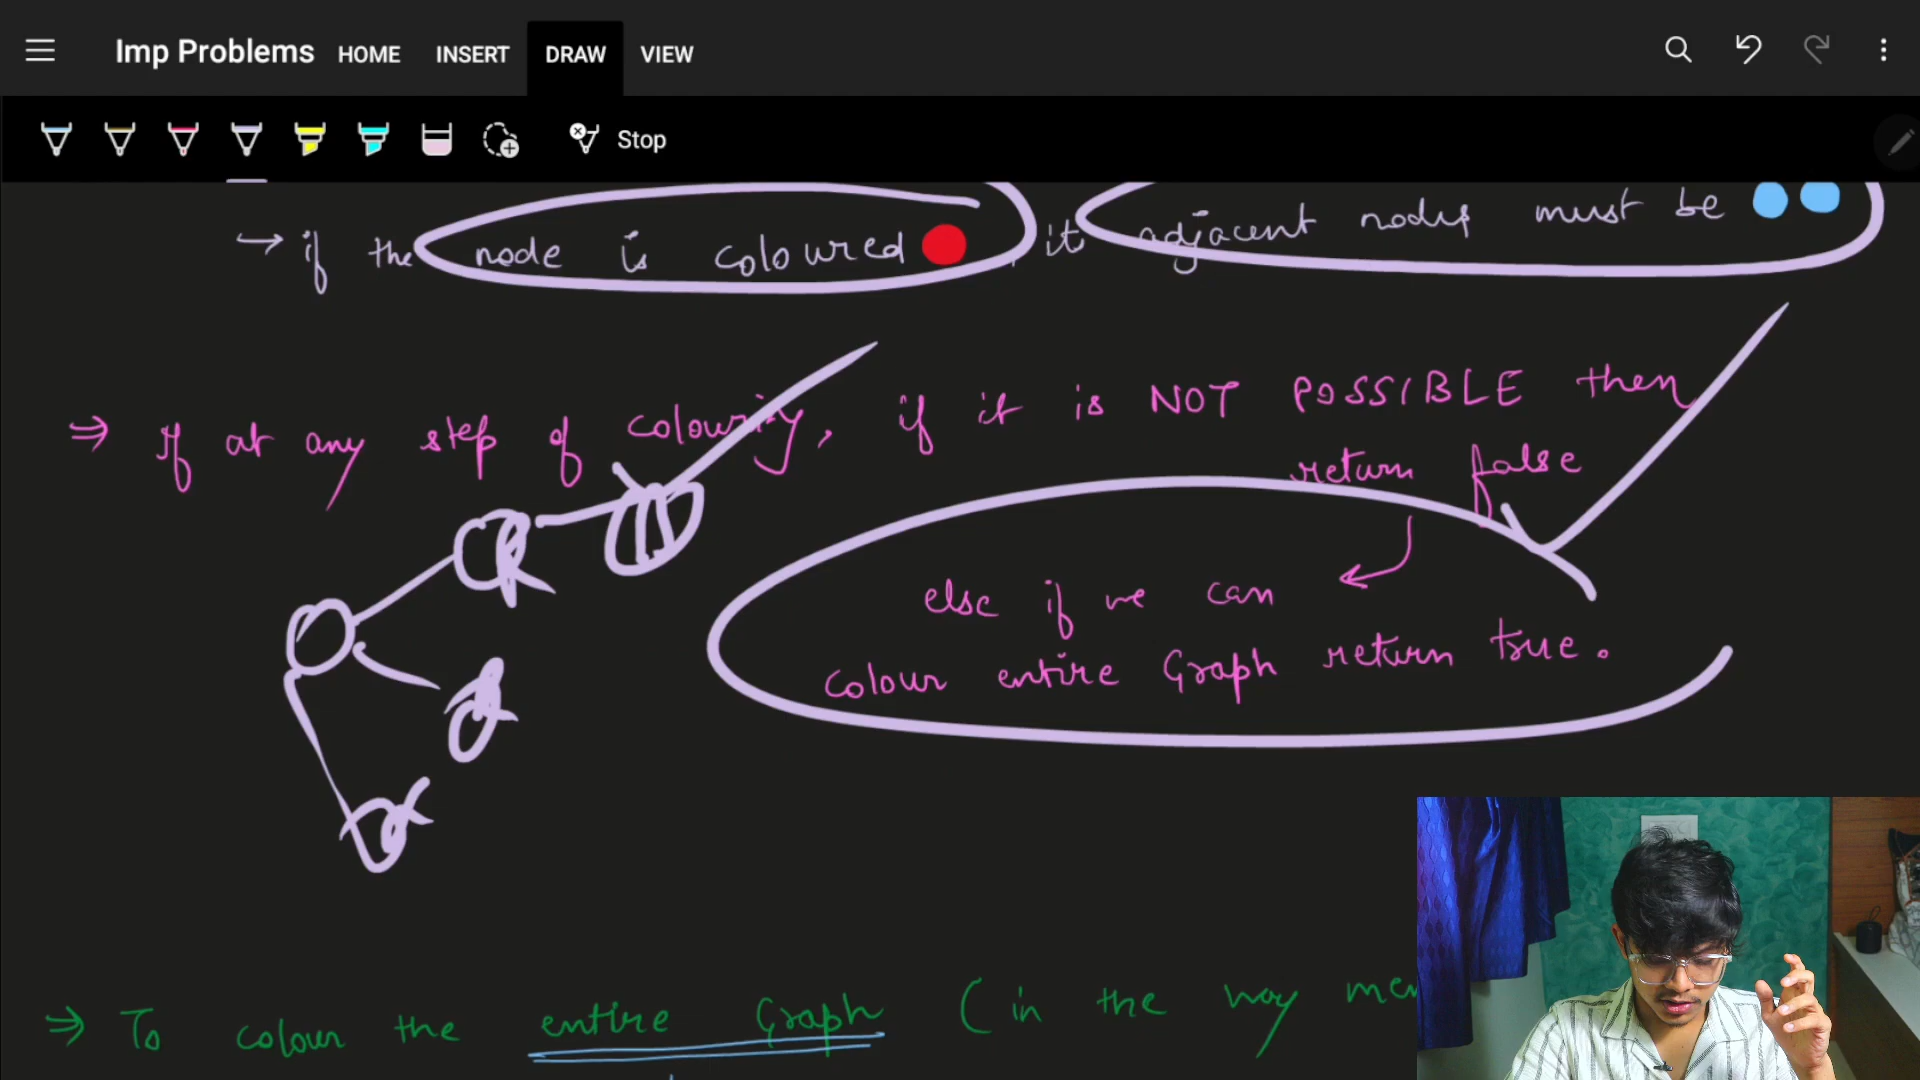 Imp Problems HOME INSERT DRAW VIEW
Stop
→ if the node is coloured , it adjacent nodes must be
⇒ If at any step of colouring, if it is NOT POSSIBLE then
return false
else if we can
colour entire Graph return true.
⇒ To colour the entire Graph ( in the way